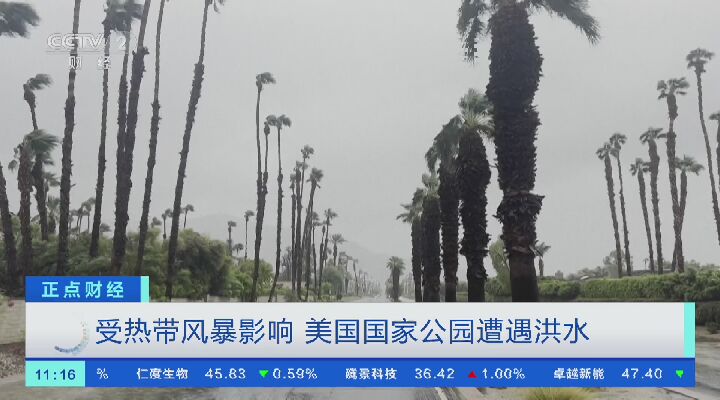 CCTV 2
财经
正点财经
受热带风暴影响 美国国家公园遭遇洪水
11:16 % 仁度生物 45.83 ▼0.59% 晟景科技 36.42 ▲1.00% 卓越新能 47.40 ▼